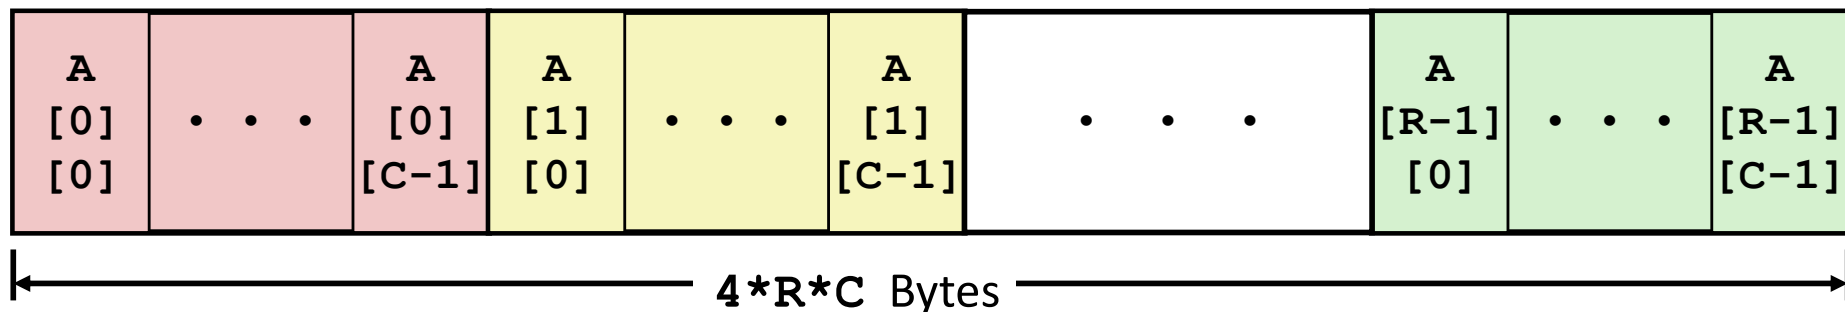 A A A A A A
[0] • • • [0] [1] • • • [1] • • • [R-1] • • • [R-1]
[0] [C-1] [0] [C-1] [0] [C-1]
4*R*C Bytes